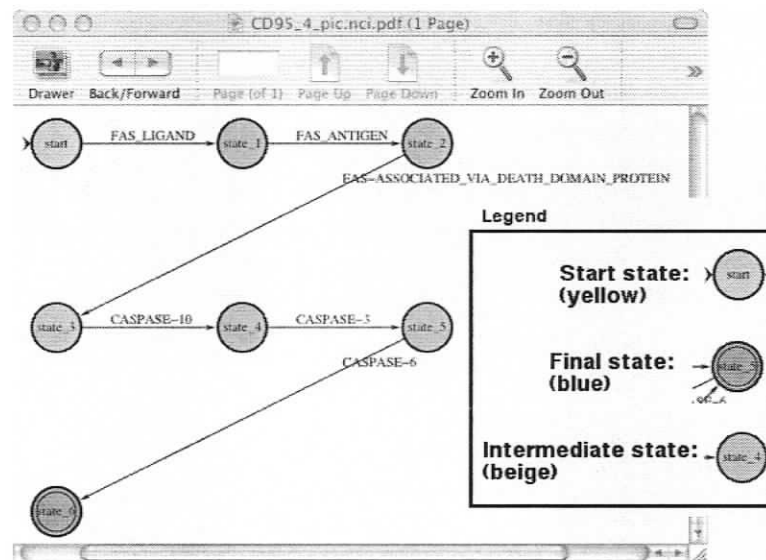 CD95_4_pic.nci.pdf (1 Page)
Drawer Back/Forward Page (of 1) Page Up Page Down Zoom In Zoom Out »
start FAS_LIGAND state_1 FAS_ANTIGEN state_2
FAS-ASSOCIATED_VIA_DEATH_DOMAIN_PROTEIN
state_3 CASPASE-10 state_4 CASPASE-3 state_5
CASPASE-6
state_6
Legend
Start state: start
(yellow)
Final state: state_5
(blue)
Intermediate state: state_4
(beige)